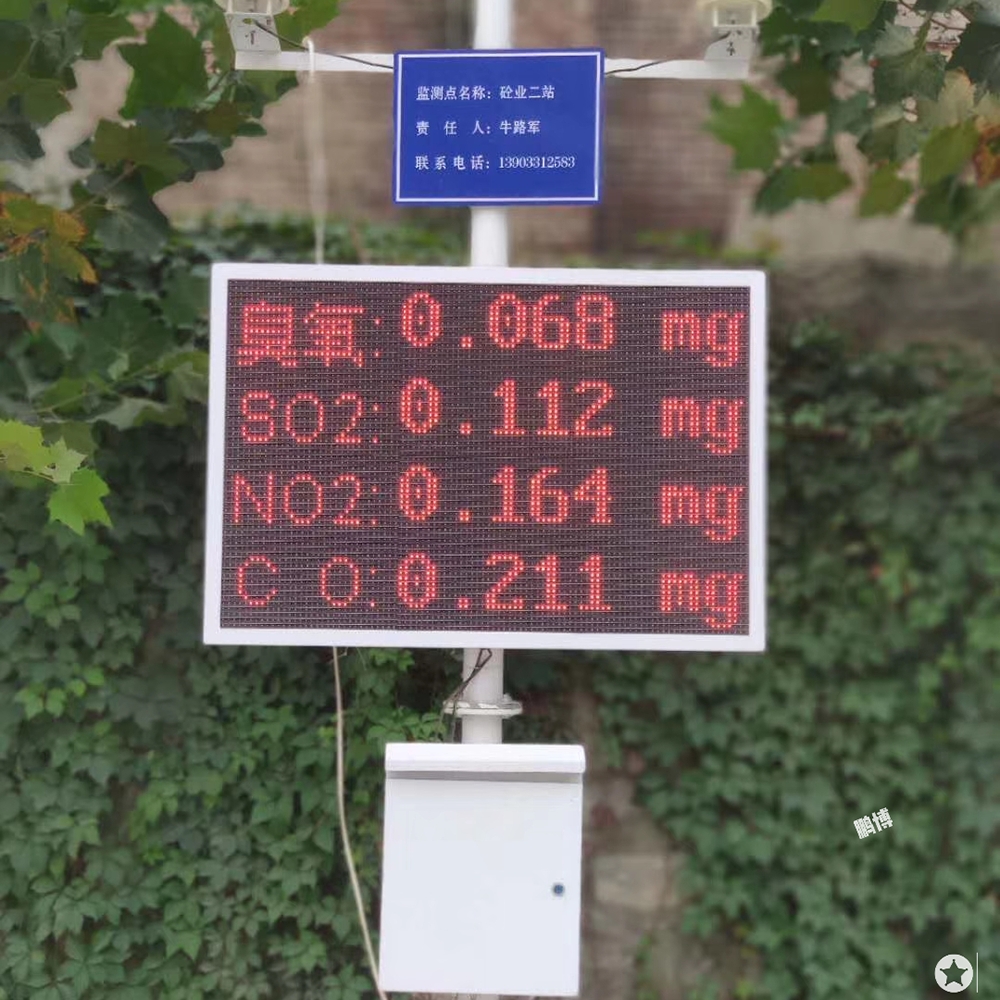 监测点名称：砼业二站
责任人：牛路军
联系电话：13903312583
臭氧:0.068 mg
SO2:0.112 mg
NO2:0.164 mg
C O:0.211 mg
鹏博